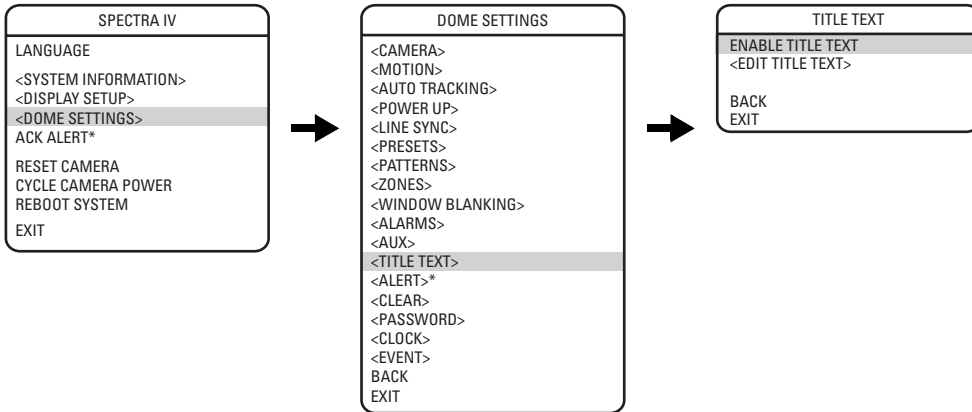 SPECTRA IV
LANGUAGE
<SYSTEM INFORMATION>
<DISPLAY SETUP>
<DOME SETTINGS>
ACK ALERT*
RESET CAMERA
CYCLE CAMERA POWER
REBOOT SYSTEM
EXIT
DOME SETTINGS
<CAMERA>
<MOTION>
<AUTO TRACKING>
<POWER UP>
<LINE SYNC>
<PRESETS>
<PATTERNS>
<ZONES>
<WINDOW BLANKING>
<ALARMS>
<AUX>
<TITLE TEXT>
<ALERT>*
<CLEAR>
<PASSWORD>
<CLOCK>
<EVENT>
BACK
EXIT
TITLE TEXT
ENABLE TITLE TEXT
<EDIT TITLE TEXT>
BACK
EXIT